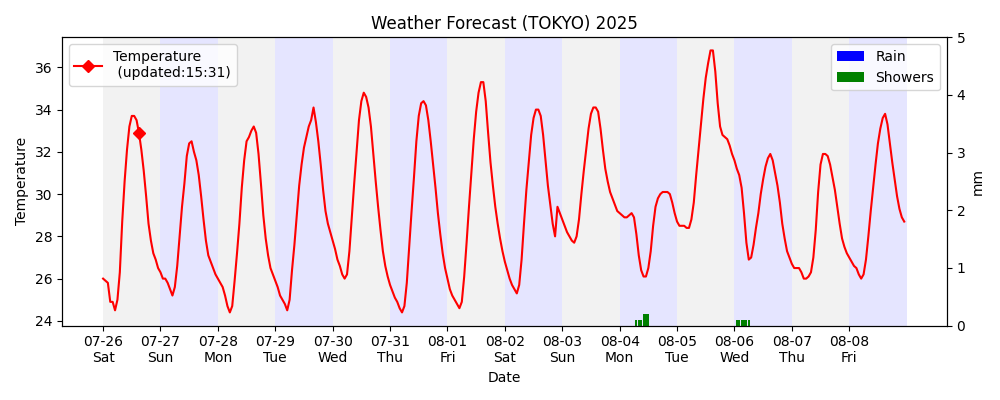 Weather Forecast (TOKYO) 2025
Temperature
(updated:15:31)
Rain
Showers
Temperature
36
34
32
30
28
26
24
5
4
3
2
1
0
mm
07-26 07-27 07-28 07-29 07-30 07-31 08-01 08-02 08-03 08-04 08-05 08-06 08-07 08-08
Sat Sun Mon Tue Wed Thu Fri Sat Sun Mon Tue Wed Thu Fri
Date